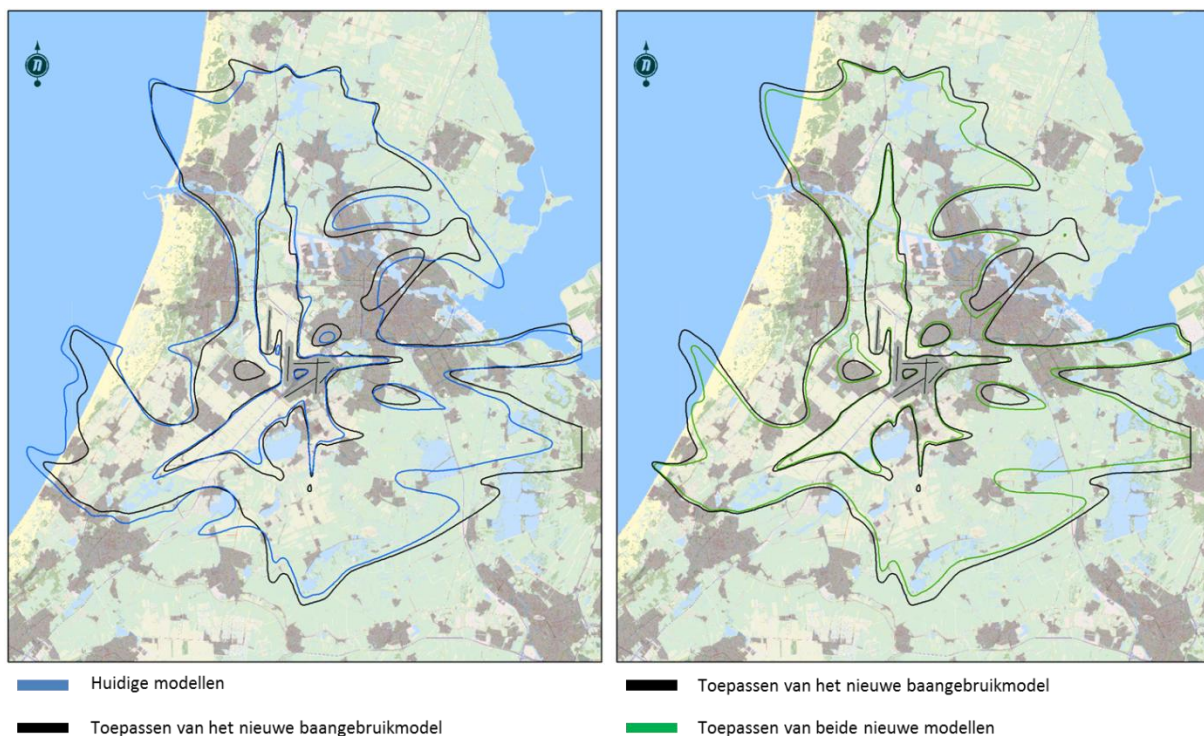 n
n
Huidige modellen
Toepassen van het nieuwe baangebruikmodel
Toepassen van het nieuwe baangebruikmodel
Toepassen van beide nieuwe modellen